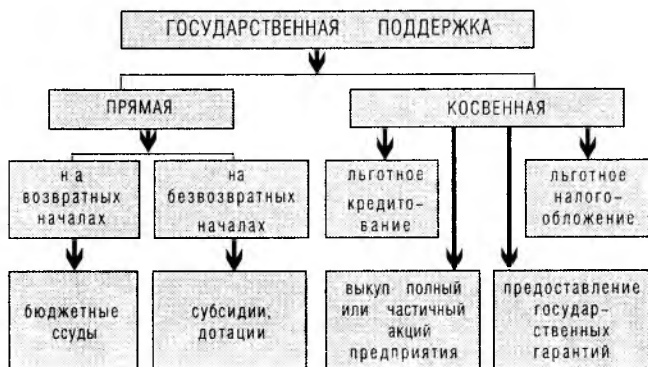 ГОСУДАРСТВЕННАЯ ПОДДЕРЖКА
ПРЯМАЯ
КОСВЕННАЯ
на
возвратных
началах
на
безвозвратных
началах
льготное
кредито-
вание
льготное
налого-
обложение
бюджетные
ссуды
субсидии,
дотации
выкуп полный
или частичный
акций
предприятия
предоставление
государ-
ственных
гарантий